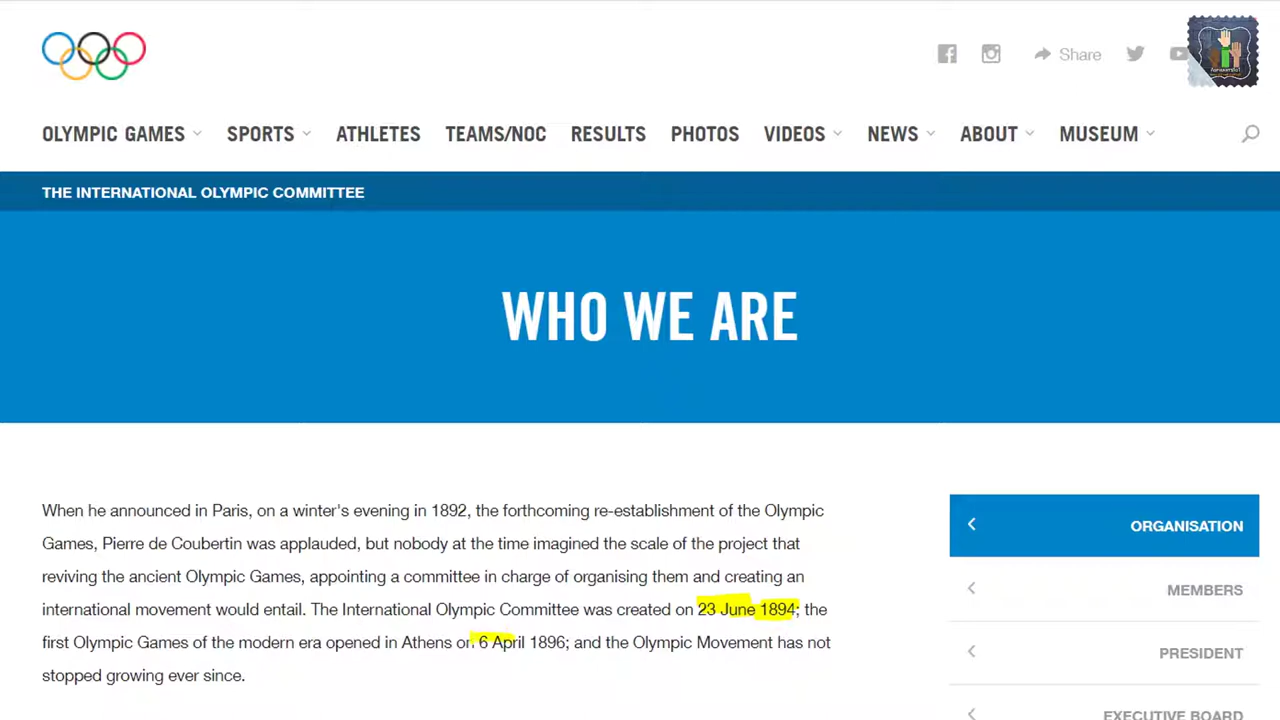 Share
OLYMPIC GAMES SPORTS ATHLETES TEAMS/NOC RESULTS PHOTOS VIDEOS NEWS ABOUT MUSEUM
THE INTERNATIONAL OLYMPIC COMMITTEE
WHO WE ARE
When he announced in Paris, on a winter's evening in 1892, the forthcoming re-establishment of the Olympic
Games, Pierre de Coubertin was applauded, but nobody at the time imagined the scale of the project that
reviving the ancient Olympic Games, appointing a committee in charge of organising them and creating an
international movement would entail. The International Olympic Committee was created on 23 June 1894; the
first Olympic Games of the modern era opened in Athens on 6 April 1896; and the Olympic Movement has not
stopped growing ever since.
ORGANISATION
MEMBERS
PRESIDENT
EXECUTIVE BOARD